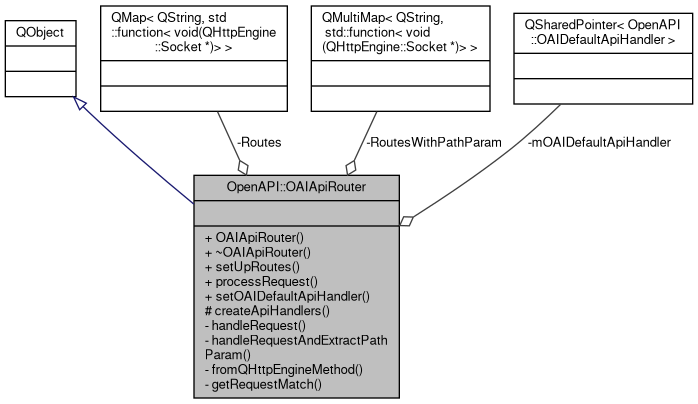 QObject
QMap< QString, std
::function< void(QHttpEngine
::Socket *)> >
QMultiMap< QString,
std::function< void
(QHttpEngine::Socket *)> >
QSharedPointer< OpenAPI
::OAIDefaultApiHandler >
-Routes
-RoutesWithPathParam
-mOAIDefaultApiHandler
OpenAPI::OAIApiRouter
+ OAIApiRouter()
+ ~OAIApiRouter()
+ setUpRoutes()
+ processRequest()
+ setOAIDefaultApiHandler()
# createApiHandlers()
- handleRequest()
- handleRequestAndExtractPath
Param()
- fromQHttpEngineMethod()
- getRequestMatch()